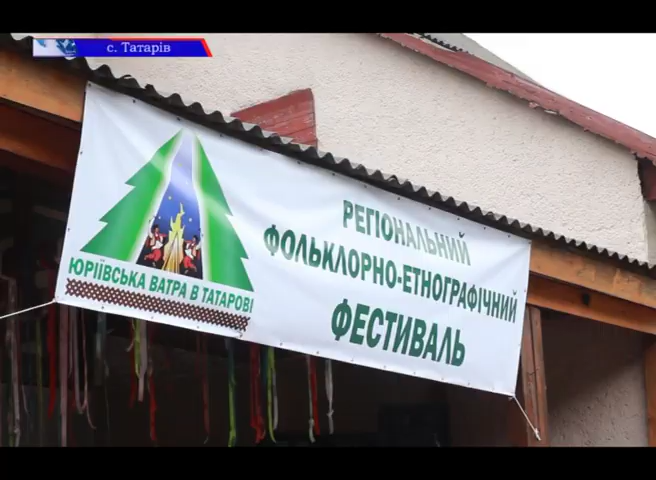 с. Татарів
РЕГІОНАЛЬНИЙ
ФОЛЬКЛОРНО-ЕТНОГРАФІЧНИЙ
ФЕСТИВАЛЬ
ЮРІЇВСЬКА ВАТРА В ТАТАРОВІ